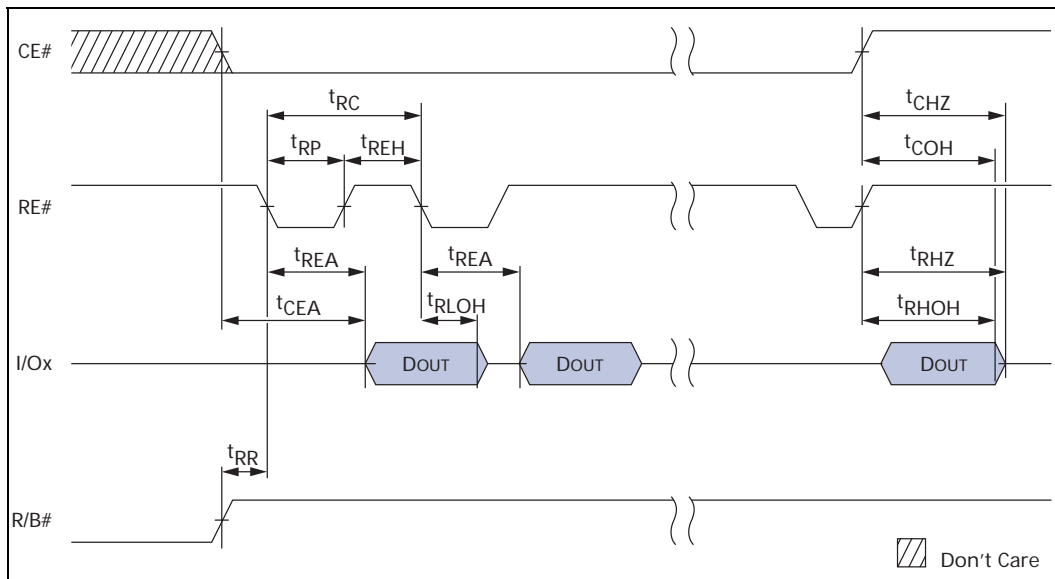 CE#
tRC
tCHZ
tRP
tREH
tCOH
RE#
tREA
tREA
tRHZ
tCEA
tRLOH
tRHOH
I/Ox
DOUT
DOUT
DOUT
tRR
R/B#
Don't Care